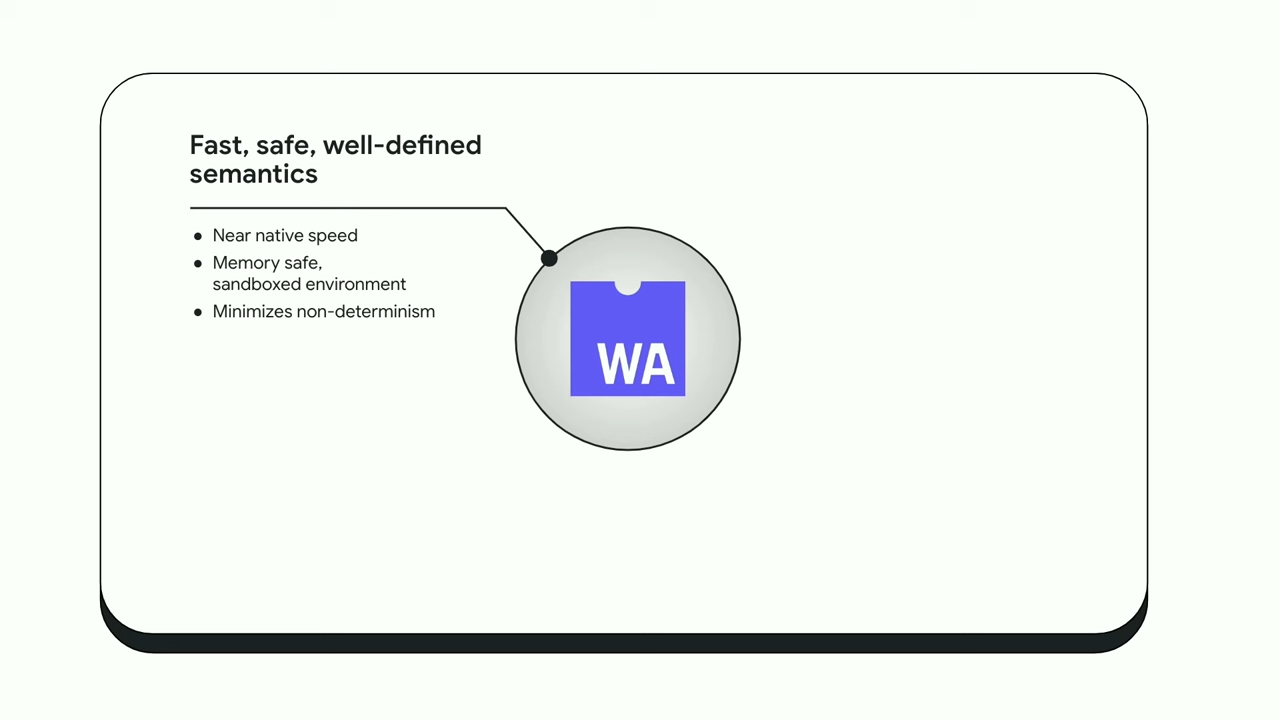 Fast, safe, well-defined
semantics
● Near native speed
● Memory safe,
sandboxed environment
● Minimizes non-determinism
WA